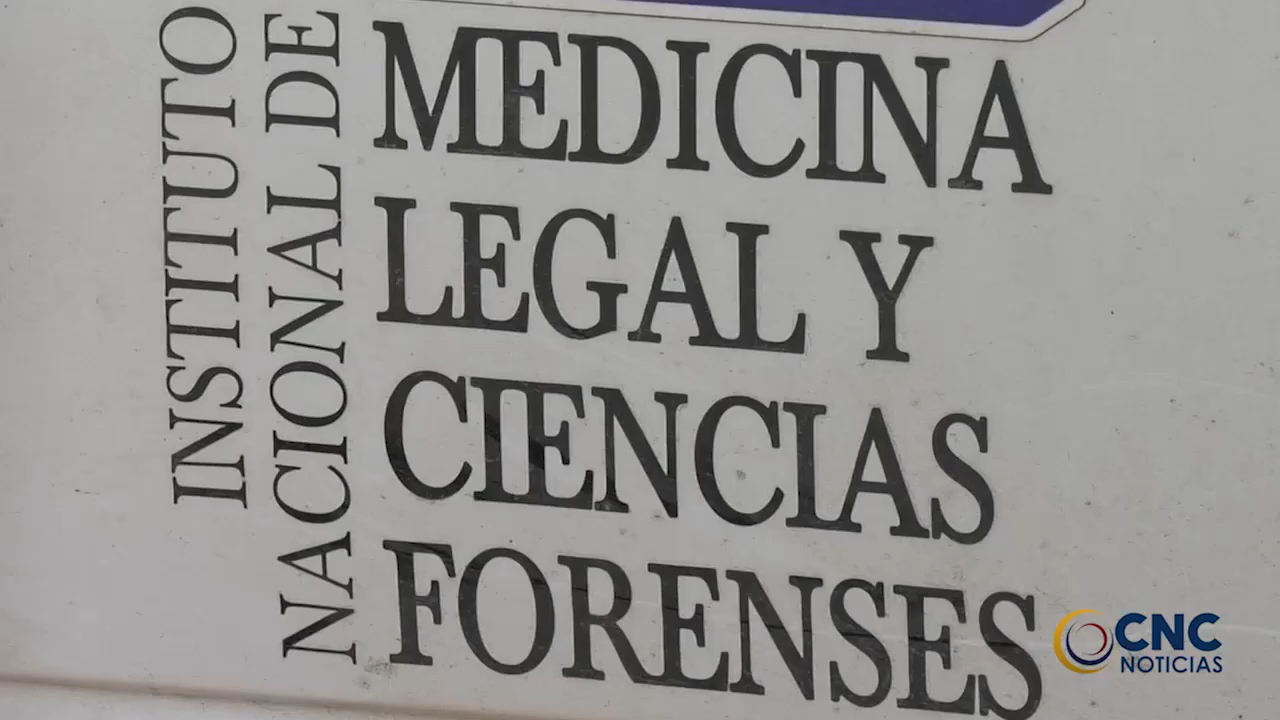 INSTITUTO
NACIONAL DE
MEDICINA
LEGAL Y
CIENCIAS
FORENSES
CNC
NOTICIAS